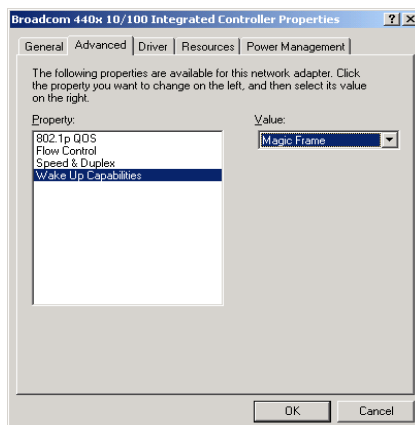 Broadcom 440x 10/100 Integrated Controller Properties
General Advanced Driver Resources Power Management
The following properties are available for this network adapter. Click
the property you want to change on the left, and then select its value
on the right.
Property: Value:
802.1p QOS Magic Frame
Flow Control
Speed & Duplex
Wake Up Capabilities
OK Cancel